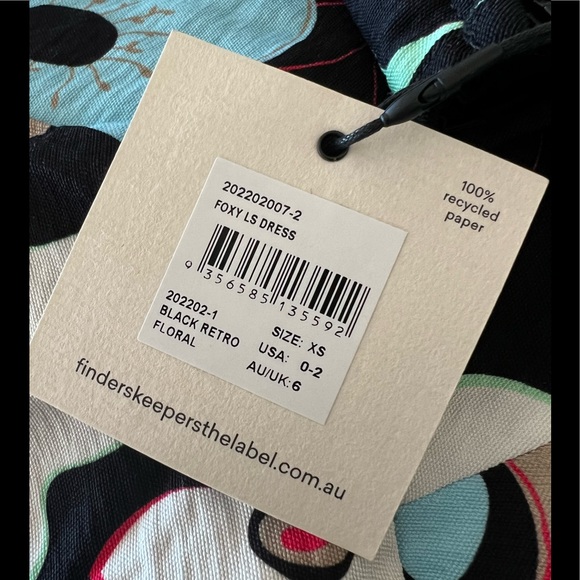 100%
recycled
paper
202202007-2
FOXY LS DRESS
9 356585 135592
202202-1
BLACK RETRO
FLORAL
SIZE: XS
USA: 0-2
AU/UK: 6
finderskeepersthelabel.com.au